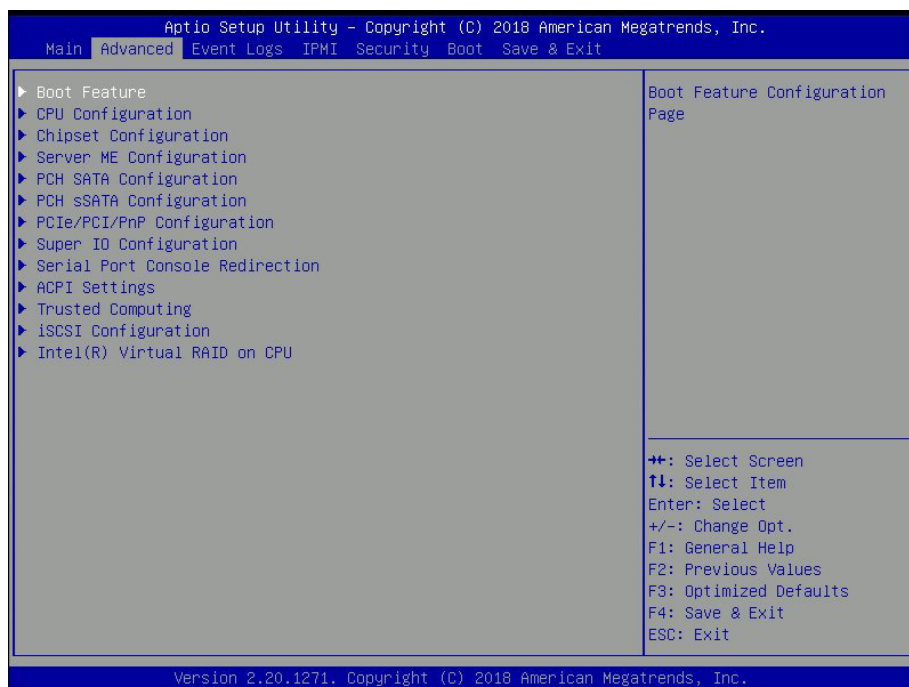 Aptio Setup Utility – Copyright (C) 2018 American Megatrends, Inc.
Main Advanced Event Logs IPMI Security Boot Save & Exit
Boot Feature
CPU Configuration
Chipset Configuration
Server ME Configuration
PCH SATA Configuration
PCH sSATA Configuration
PCIe/PCI/PnP Configuration
Super IO Configuration
Serial Port Console Redirection
ACPI Settings
Trusted Computing
iSCSI Configuration
Intel(R) Virtual RAID on CPU
Boot Feature Configuration
Page
→←: Select Screen
↑↓: Select Item
Enter: Select
+/-: Change Opt.
F1: General Help
F2: Previous Values
F3: Optimized Defaults
F4: Save & Exit
ESC: Exit
Version 2.20.1271. Copyright (C) 2018 American Megatrends, Inc.